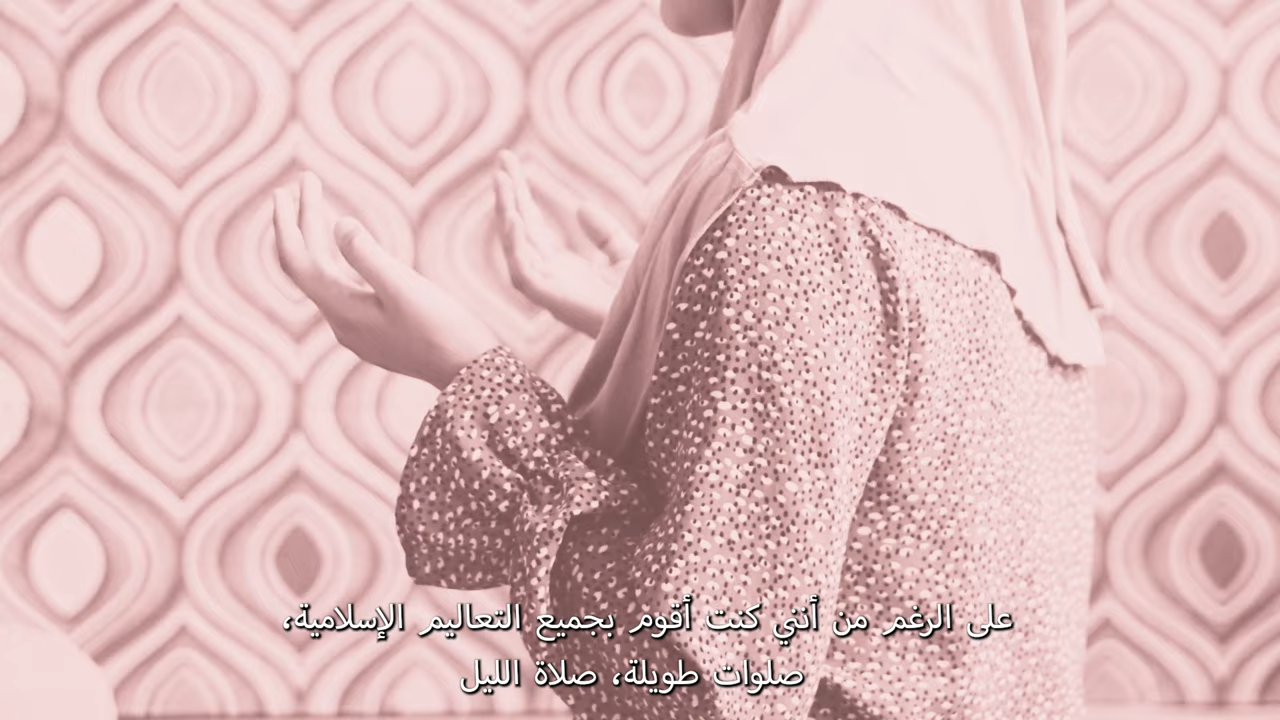 على الرغم من أنني كنت أقوم بجميع التعاليم الإسلامية،
صلوات طويلة، صلاة الليل